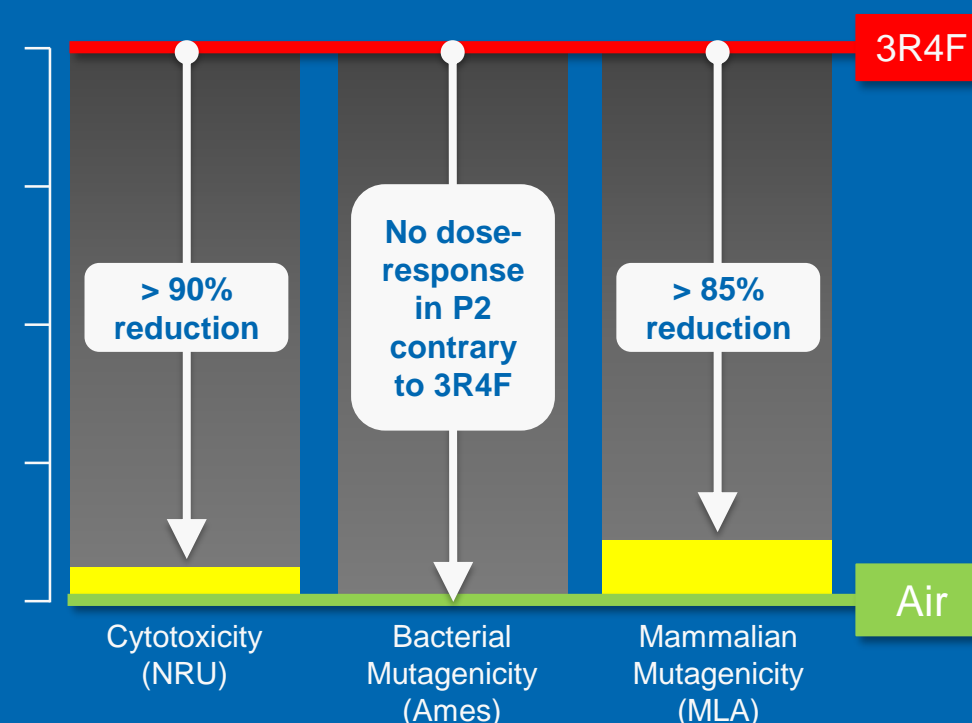 3R4F
> 90%
reduction
No dose-
response
in P2
contrary
to 3R4F
> 85%
reduction
Air
Cytotoxicity
(NRU)
Bacterial
Mutagenicity
(Ames)
Mammalian
Mutagenicity
(MLA)